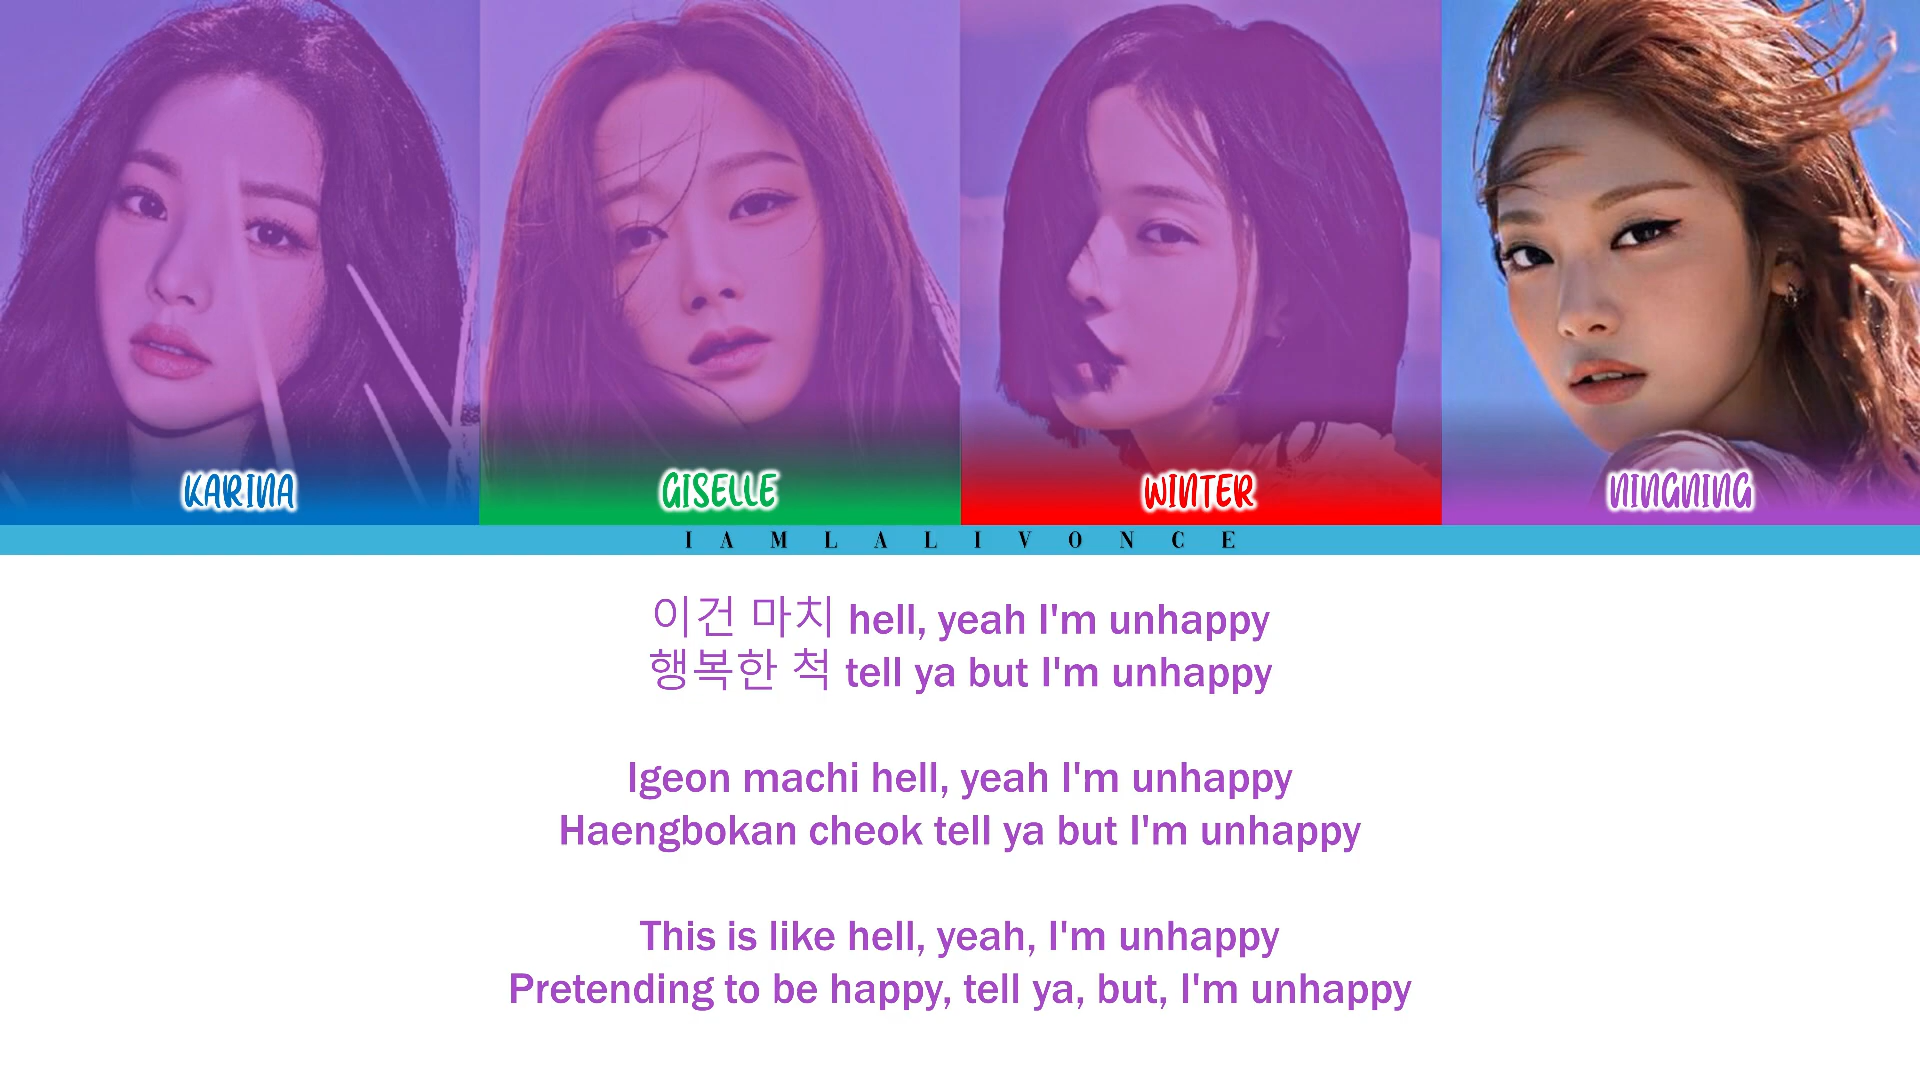 KARINA
GISELLE
WINTER
NINGNING
IAMLALIVONCE
이건 마치 hell, yeah I'm unhappy
행복한 척 tell ya but I'm unhappy
Igeon machi hell, yeah I'm unhappy
Haengbokan cheok tell ya but I'm unhappy
This is like hell, yeah, I'm unhappy
Pretending to be happy, tell ya, but, I'm unhappy